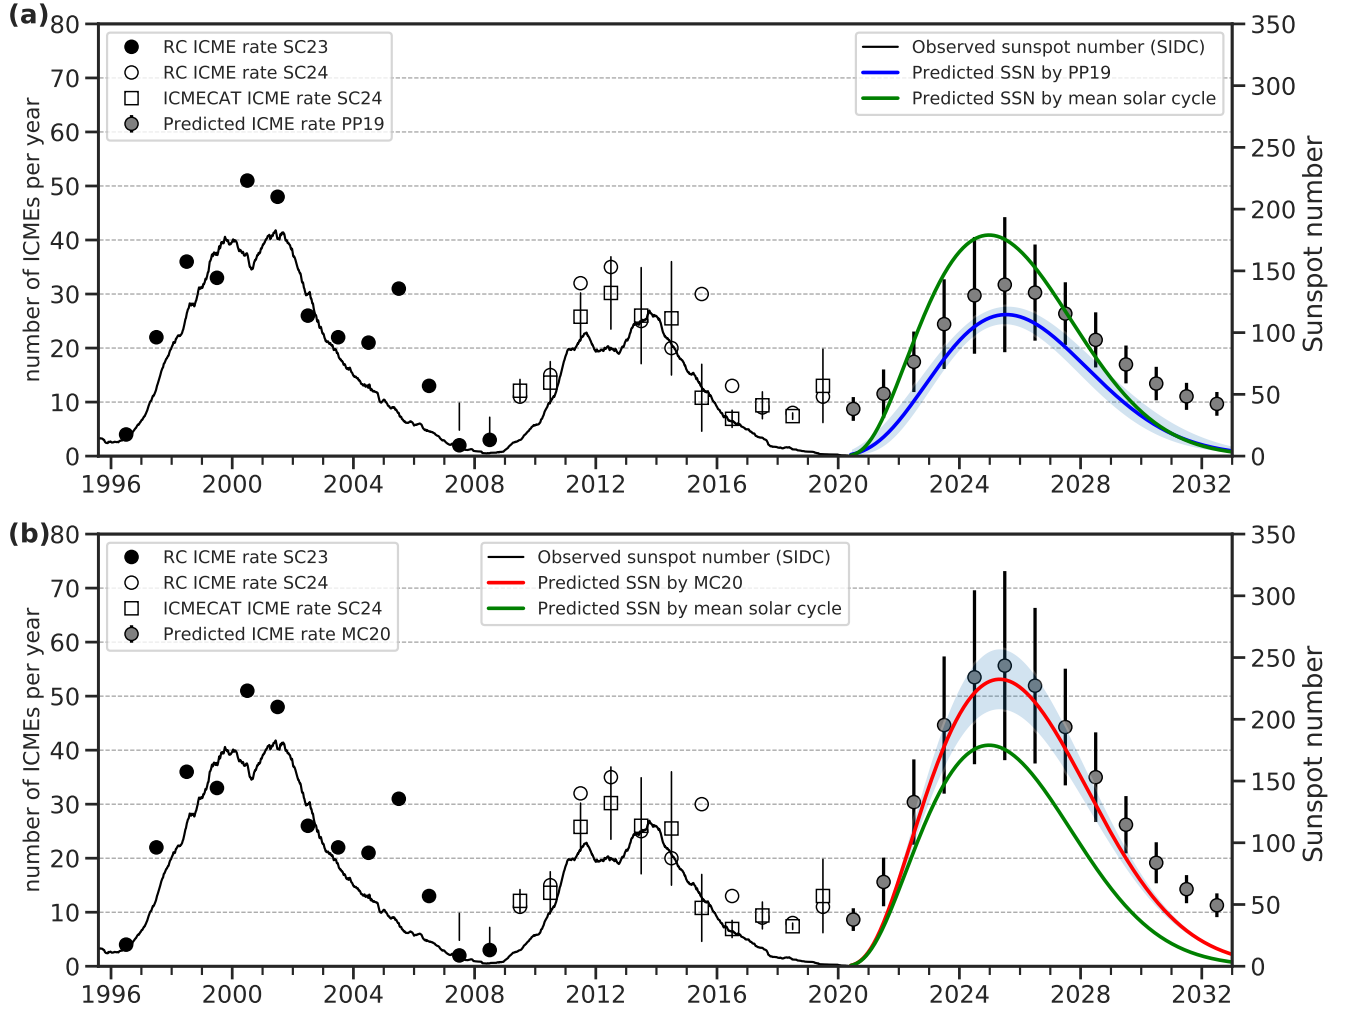 (a)
80
70
60
50
40
30
20
10
0
number of ICMEs per year
RC ICME rate SC23
RC ICME rate SC24
ICMECAT ICME rate SC24
Predicted ICME rate PP19
Observed sunspot number (SIDC)
Predicted SSN by PP19
Predicted SSN by mean solar cycle
350
300
250
200
150
100
50
0
Sunspot number
1996 2000 2004 2008 2012 2016 2020 2024 2028 2032
(b)
80
70
60
50
40
30
20
10
0
number of ICMEs per year
RC ICME rate SC23
RC ICME rate SC24
ICMECAT ICME rate SC24
Predicted ICME rate MC20
Observed sunspot number (SIDC)
Predicted SSN by MC20
Predicted SSN by mean solar cycle
350
300
250
200
150
100
50
0
Sunspot number
1996 2000 2004 2008 2012 2016 2020 2024 2028 2032